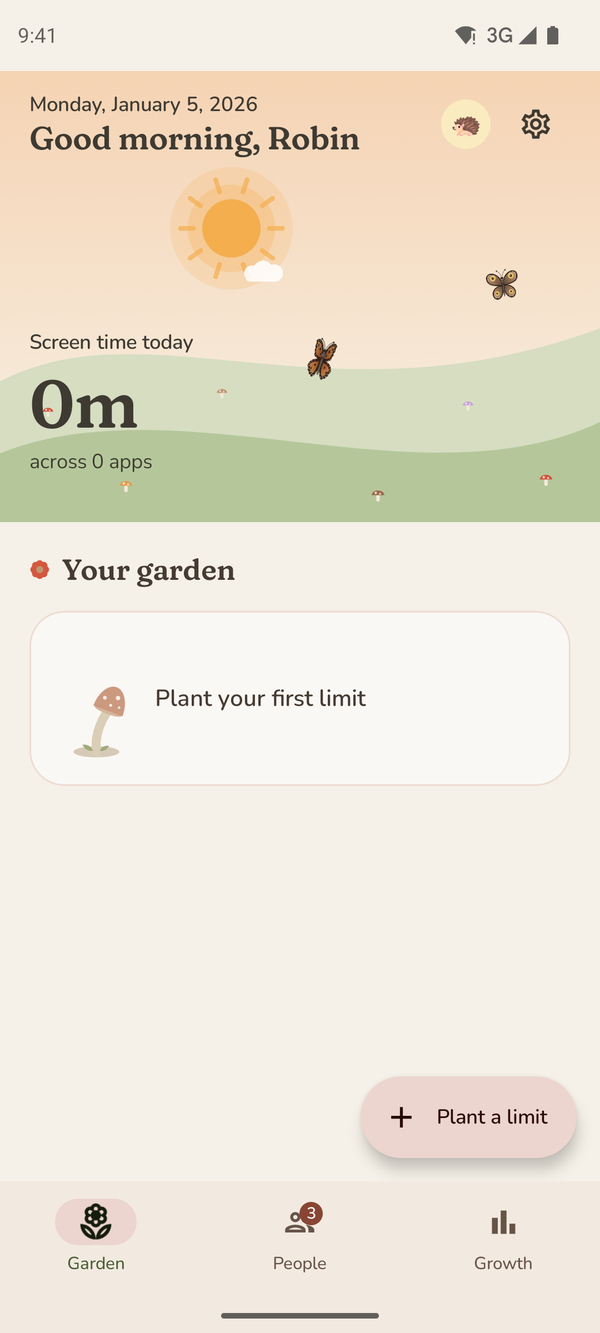 9:41
3G
Monday, January 5, 2026
Good morning, Robin
Screen time today
0m
across 0 apps
Your garden
Plant your first limit
Plant a limit
3
Garden
People
Growth